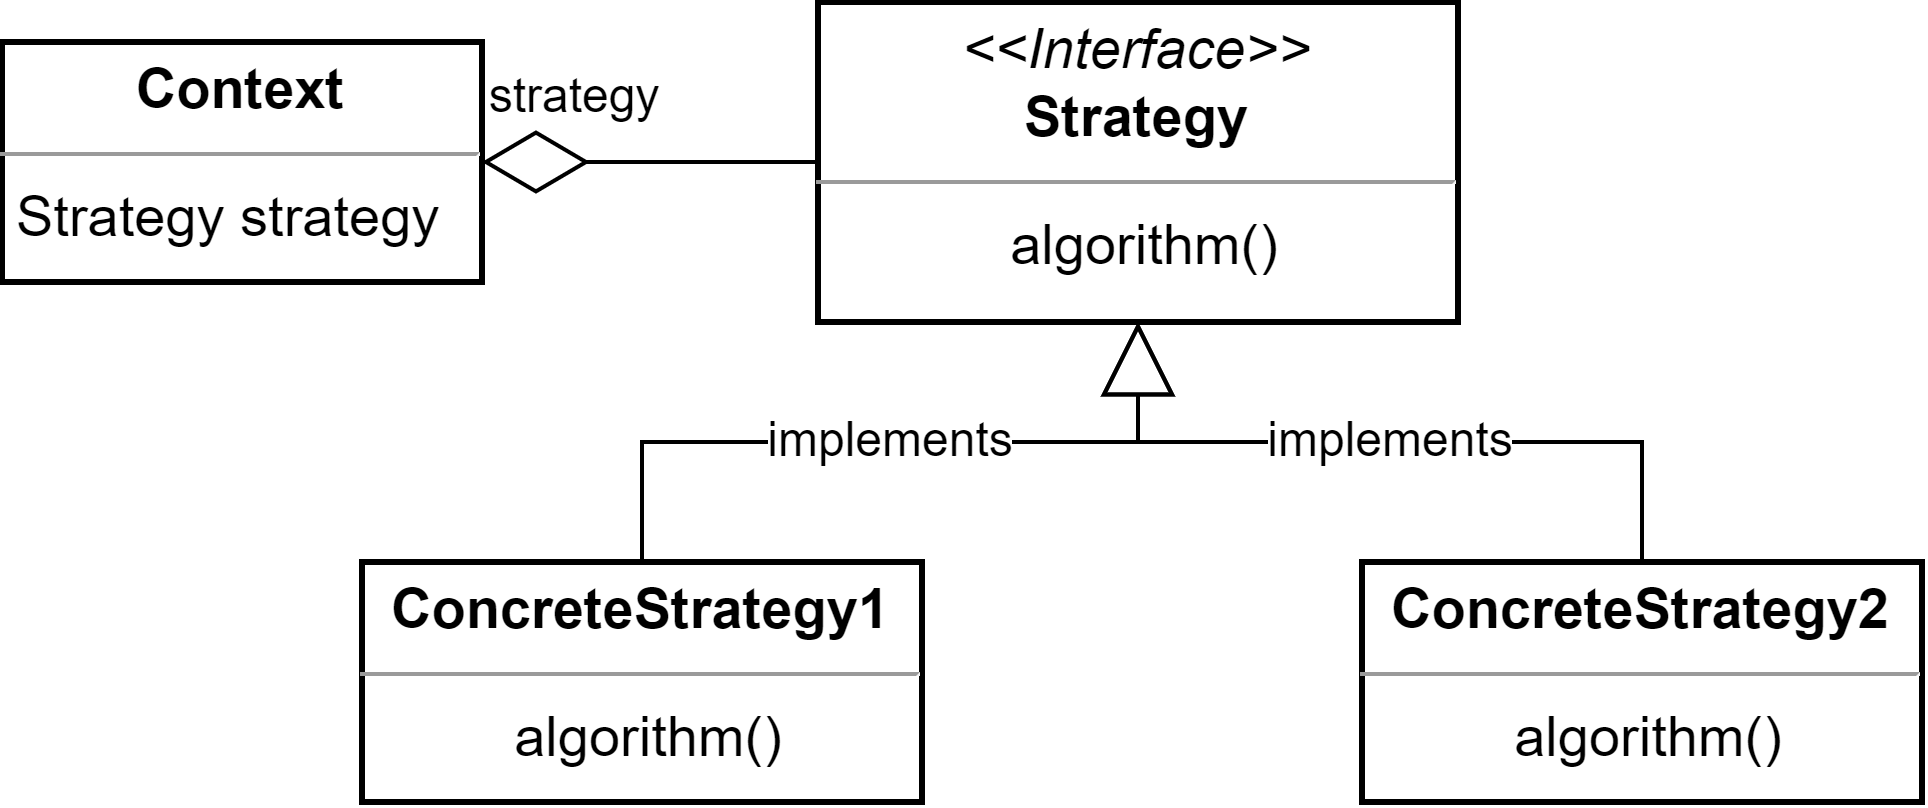 Context
Strategy strategy
strategy
<<Interface>>
Strategy
algorithm()
implements
implements
ConcreteStrategy1
algorithm()
ConcreteStrategy2
algorithm()